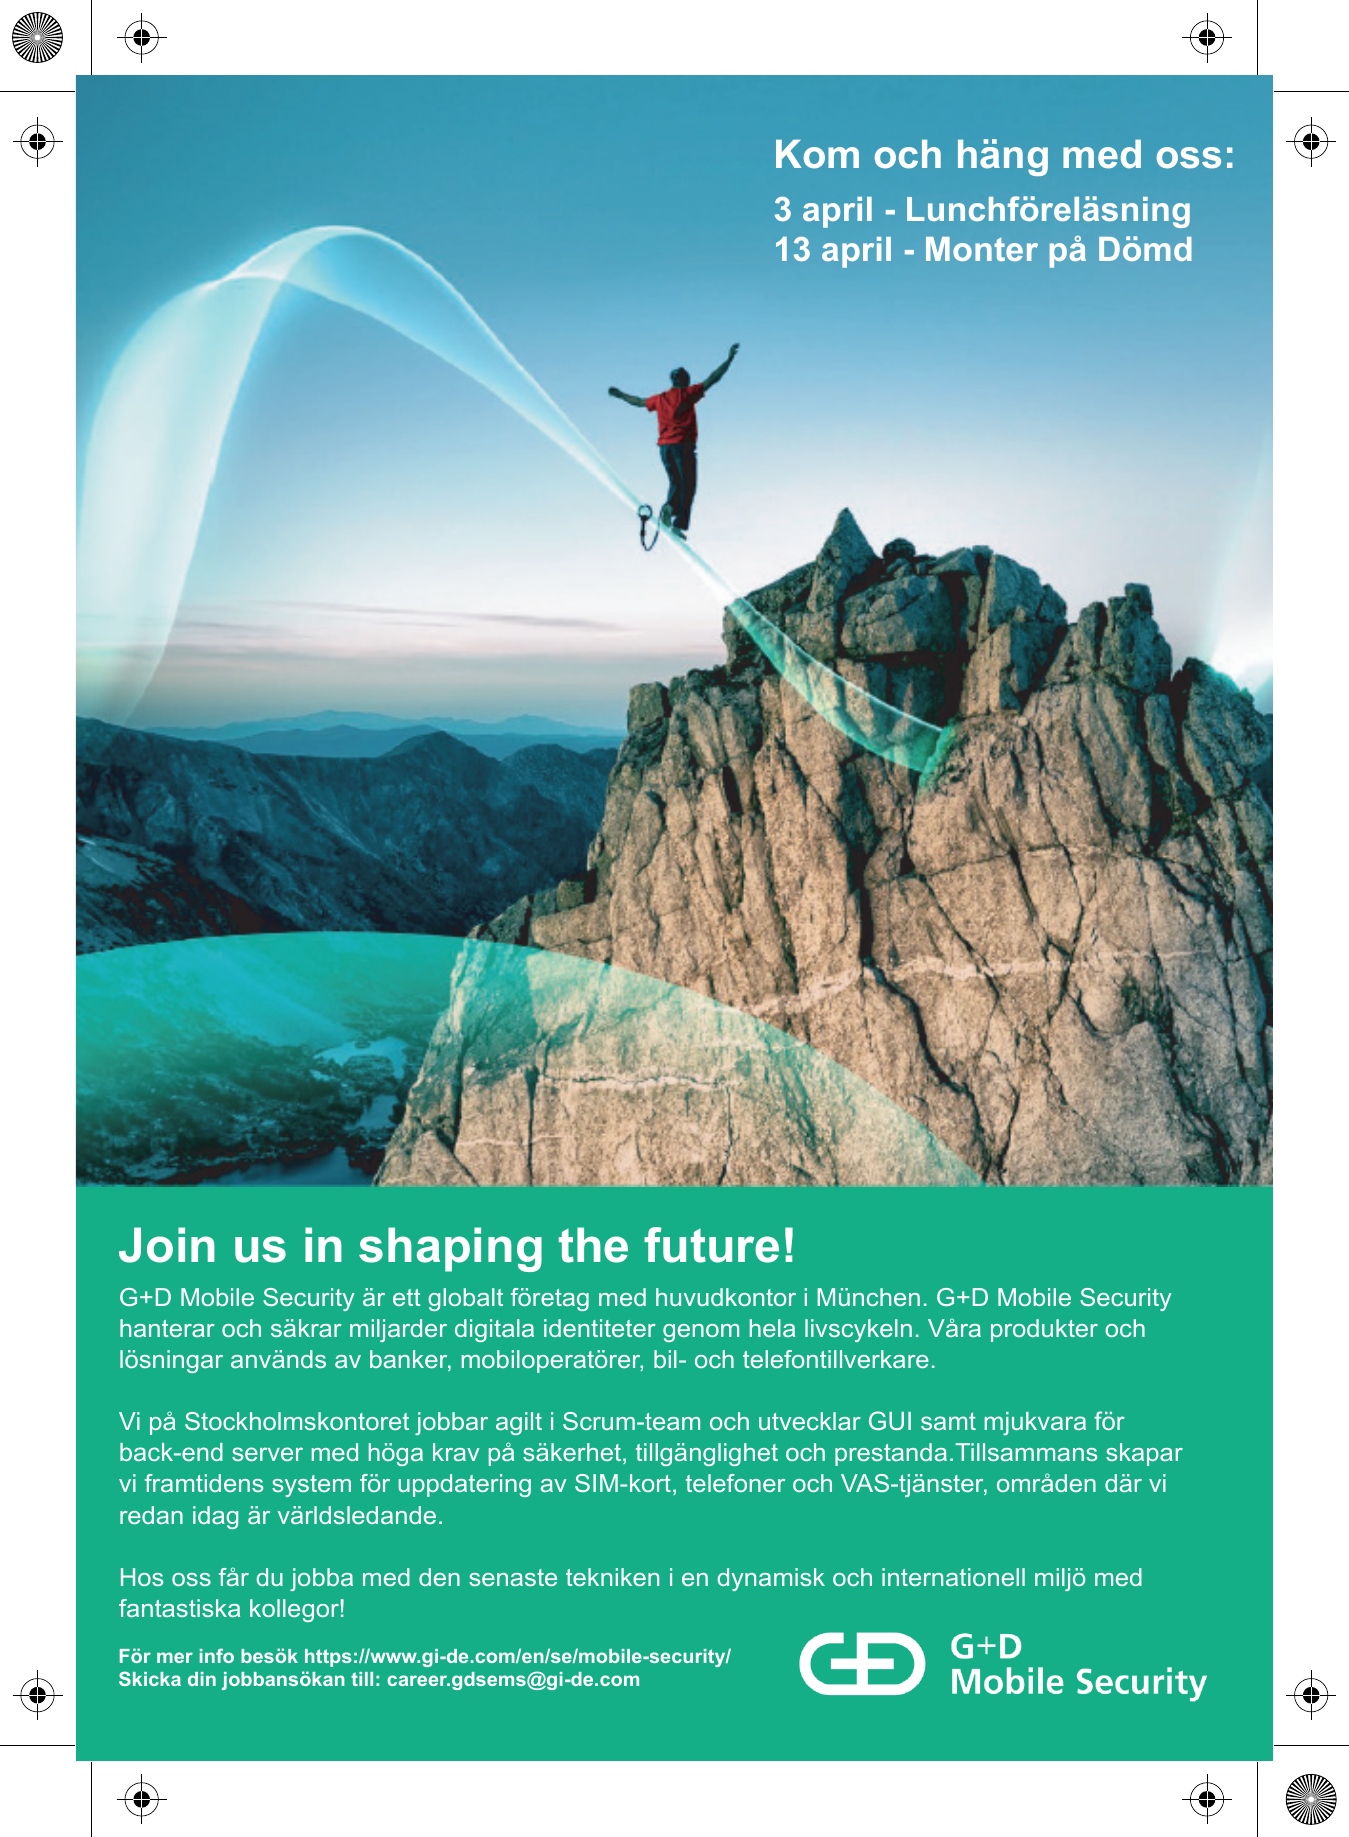 Kom och häng med oss:
3 april - Lunchföreläsning
13 april - Monter på Dömd
Join us in shaping the future!
G+D Mobile Security är ett globalt företag med huvudkontor i München. G+D Mobile Security
hanterar och säkrar miljarder digitala identiteter genom hela livscykeln. Våra produkter och
lösningar används av banker, mobiloperatörer, bil- och telefontillverkare.
Vi på Stockholmskontoret jobbar agilt i Scrum-team och utvecklar GUI samt mjukvara för
back-end server med höga krav på säkerhet, tillgänglighet och prestanda.Tillsammans skapar
vi framtidens system för uppdatering av SIM-kort, telefoner och VAS-tjänster, områden där vi
redan idag är världsledande.
Hos oss får du jobba med den senaste tekniken i en dynamisk och internationell miljö med
fantastiska kollegor!
För mer info besök https://www.gi-de.com/en/se/mobile-security/
Skicka din jobbansökan till: career.gdsems@gi-de.com
G+D
Mobile Security